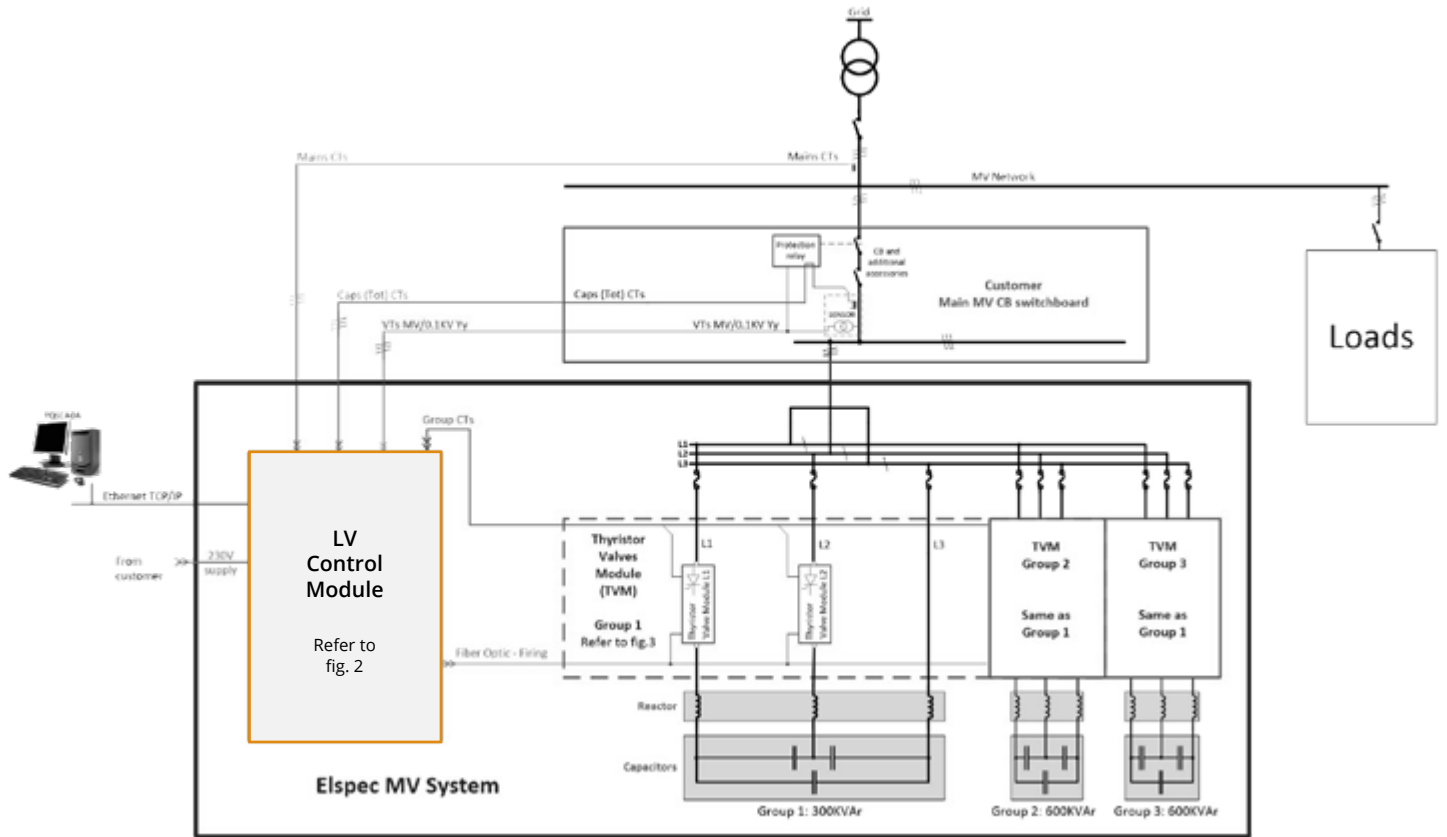 Grid
Mains CTs
Mains CTs
MV Network
Protection
relay
CB and
additional
accessories
Customer
Main MV CB switchboard
Loads
Caps (Tot) CTs
Caps (Tot) CTs
SENSOR
VTs MV/0.1KV Yy
VTs MV/0.1KV Yy
Group CTs
L1
L2
L3
Ethernet TCP/IP
LV
Control
Module
Refer to
fig. 2
From
customer
230V
supply
Thyristor
Valves
Module
(TVM)
Group 1
Refer to fig.3
L1
L2
L3
Thyristor
Valve Module L1
Thyristor
Valve Module L2
TVM
Group 2
Same as
Group 1
TVM
Group 3
Same as
Group 1
Fiber Optic - Firing
Reactor
Capacitors
Elspec MV System
Group 1: 300KVAr
Group 2: 600KVAr
Group 3: 600KVAr